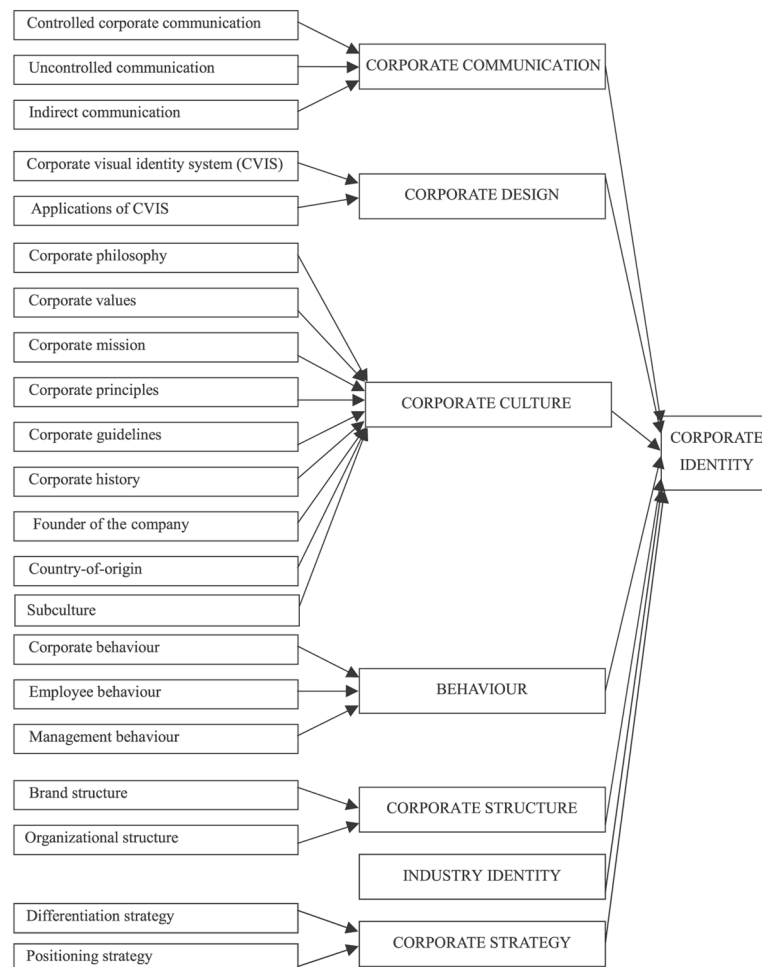 Controlled corporate communication
Uncontrolled communication
Indirect communication
Corporate visual identity system (CVIS)
Applications of CVIS
Corporate philosophy
Corporate values
Corporate mission
Corporate principles
Corporate guidelines
Corporate history
Founder of the company
Country-of-origin
Subculture
Corporate behaviour
Employee behaviour
Management behaviour
Brand structure
Organizational structure
Differentiation strategy
Positioning strategy
CORPORATE COMMUNICATION
CORPORATE DESIGN
CORPORATE CULTURE
BEHAVIOUR
CORPORATE STRUCTURE
INDUSTRY IDENTITY
CORPORATE STRATEGY
CORPORATE
IDENTITY